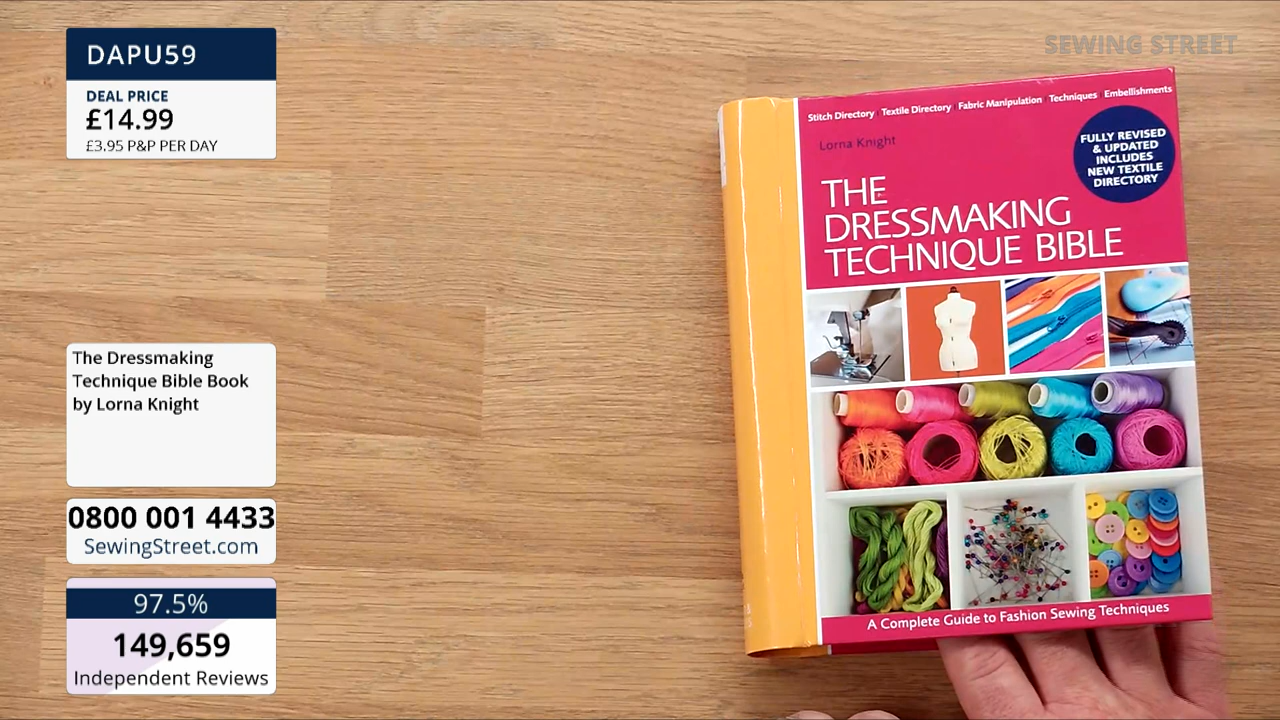 DAPU59
DEAL PRICE
£14.99
£3.95 P&P PER DAY
The Dressmaking
Technique Bible Book
by Lorna Knight
0800 001 4433
SewingStreet.com
97.5%
149,659
Independent Reviews
SEWING STREET
Stitch Directory Textile Directory Fabric Manipulation Techniques Embellishments
Lorna Knight
FULLY REVISED
& UPDATED
INCLUDES
NEW TEXTILE
DIRECTORY
THE
DRESSMAKING
TECHNIQUE BIBLE
A Complete Guide to Fashion Sewing Techniques